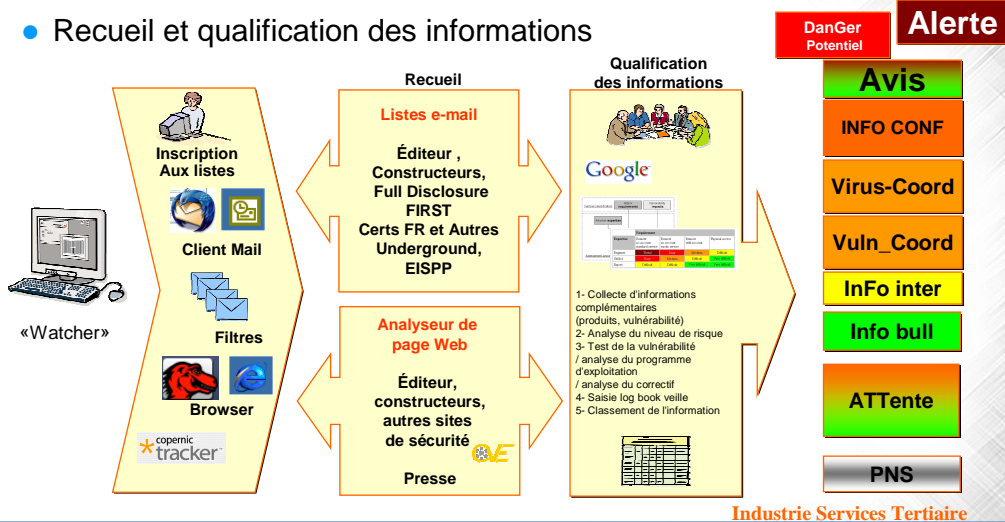 Recueil et qualification des informations
DanGer
Potentiel
Alerte
«Watcher»
Inscription
Aux listes
Client Mail
Filtres
Browser
copernic
tracker
Recueil
Listes e-mail
Éditeur ,
Constructeurs,
Full Disclosure
FIRST
Certs FR et Autres
Underground,
EISPP
Analyseur de
page Web
Éditeur,
constructeurs,
autres sites
de sécurité
CVE
Presse
Qualification
des informations
Google
1- Collecte d'informations
complémentaires
(produits, vulnérabilité)
2- Analyse du niveau de risque
3- Test de la vulnérabilité
/ analyse du programme
d'exploitation
/ analyse du correctif
4- Saisie log book veille
5- Classement de l'information
Avis
INFO CONF
Virus-Coord
Vuln_Coord
InFo inter
Info bull
ATTente
PNS
Industrie Services Tertiaire